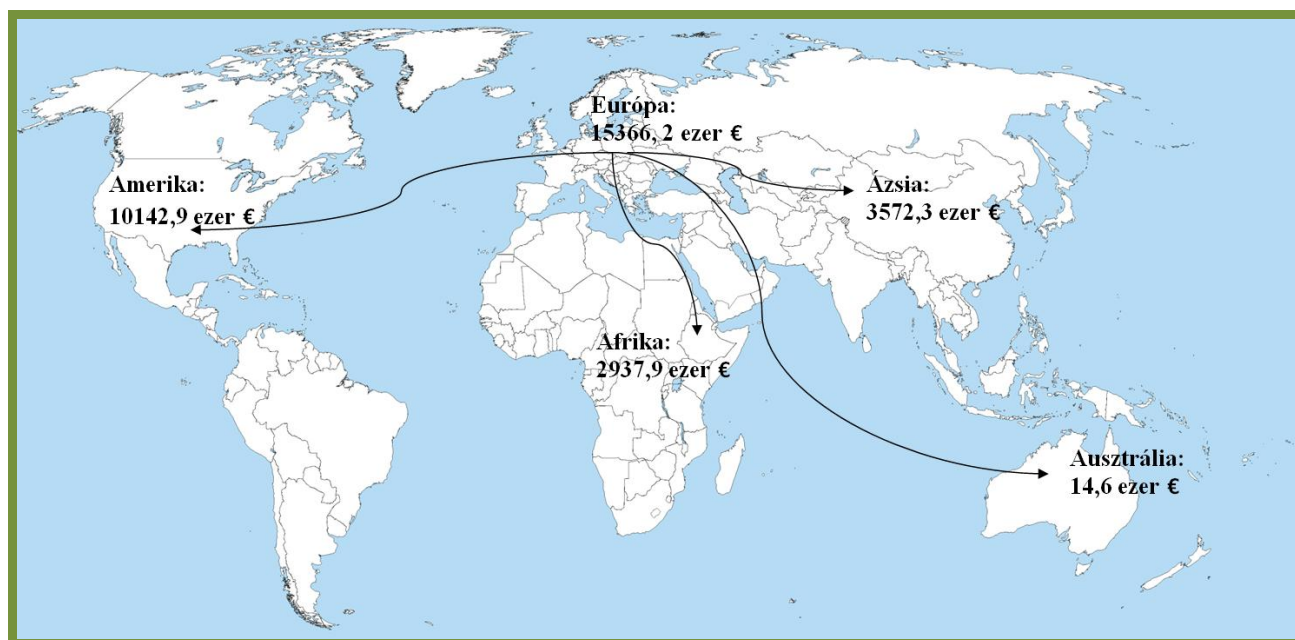 Európa:
15366,2 ezer €
Amerika:
10142,9 ezer €
Ázsia:
3572,3 ezer €
Afrika:
2937,9 ezer €
Ausztrália:
14,6 ezer €